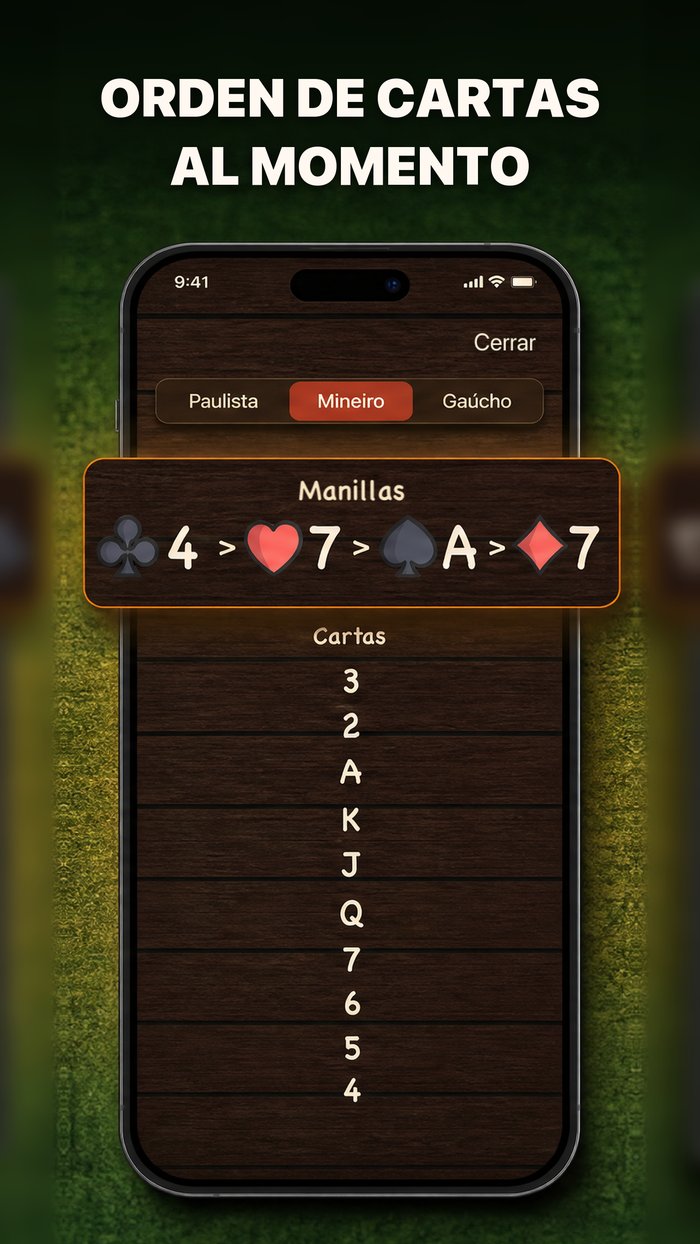 ORDEN DE CARTAS
AL MOMENTO
9:41
Cerrar
Paulista Mineiro Gaúcho
Manillas
♣4 > ♥7 > ♠A > ♦7
Cartas
3
2
A
K
J
Q
7
6
5
4